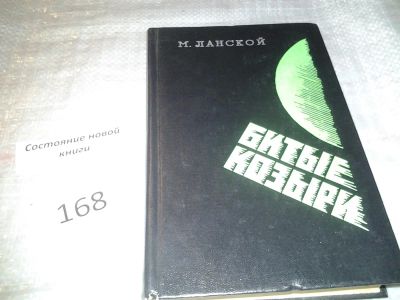 М. ЛАНСКОЙ
БИТЫЕ
КОЗЫРИ
Состояние новой
книги
168